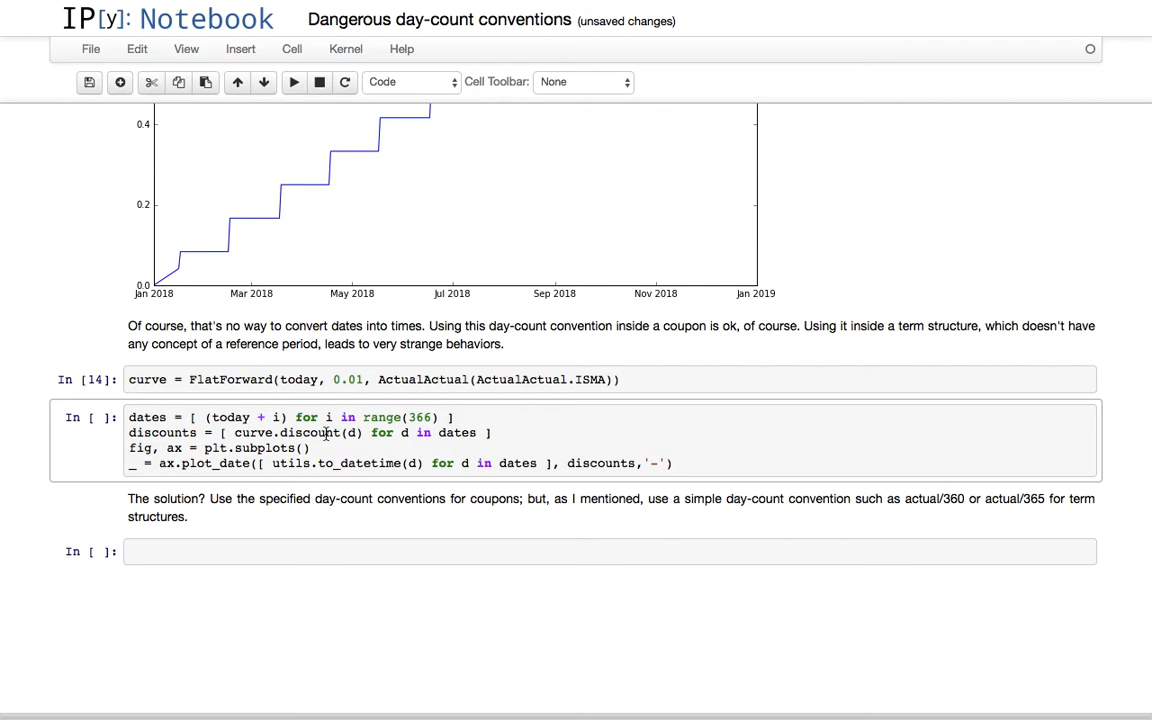 IP[y]: Notebook Dangerous day-count conventions (unsaved changes)
File Edit View Insert Cell Kernel Help
Code Cell Toolbar: None
0.4
0.2
0.0
Jan 2018 Mar 2018 May 2018 Jul 2018 Sep 2018 Nov 2018 Jan 2019
Of course, that's no way to convert dates into times. Using this day-count convention inside a coupon is ok, of course. Using it inside a term structure, which doesn't have
any concept of a reference period, leads to very strange behaviors.
In [14]: curve = FlatForward(today, 0.01, ActualActual(ActualActual.ISMA))
In [ ]: dates = [ (today + i) for i in range(366) ]
discounts = [ curve.discount(d) for d in dates ]
fig, ax = plt.subplots()
_ = ax.plot_date([ utils.to_datetime(d) for d in dates ], discounts,'-')
The solution? Use the specified day-count conventions for coupons; but, as I mentioned, use a simple day-count convention such as actual/360 or actual/365 for term
structures.
In [ ]: